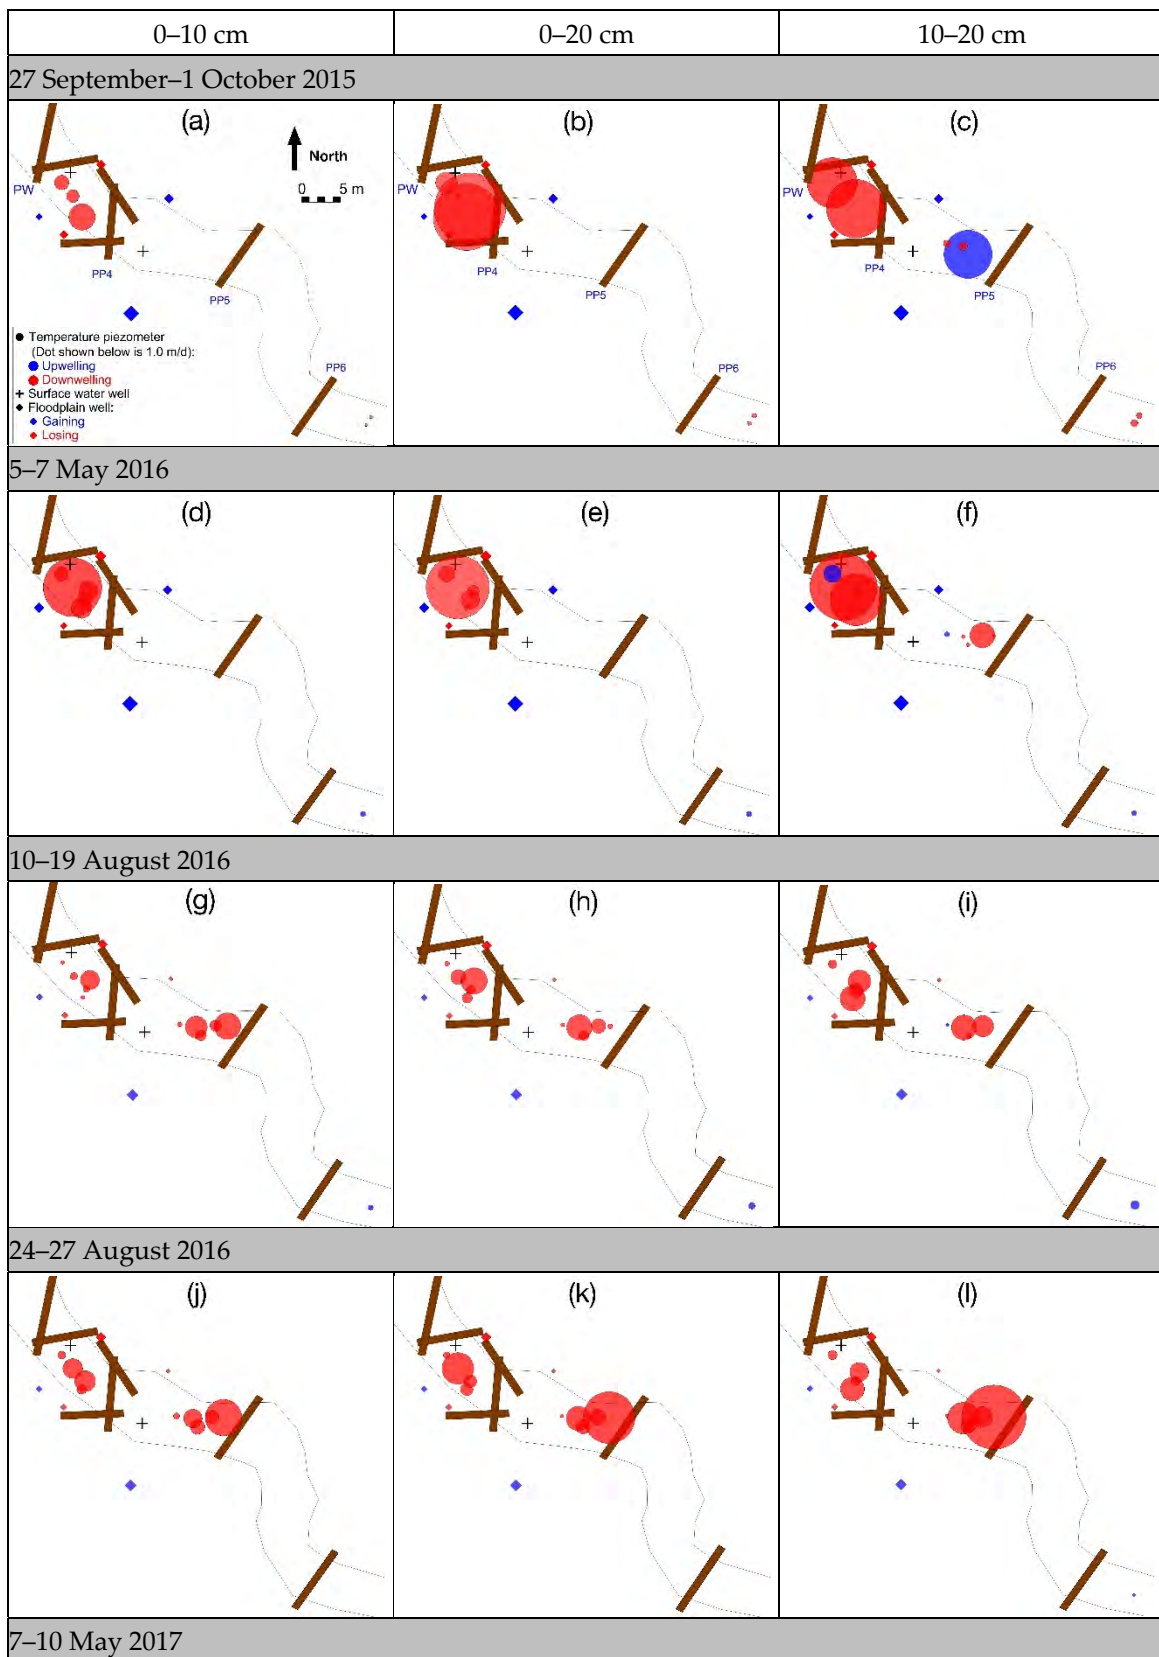 0–10 cm
0–20 cm
10–20 cm
27 September–1 October 2015
(a)
North
0 5 m
PW
PP4
PP5
PP6
Temperature piezometer
(Dot shown below is 1.0 m/d):
Upwelling
Downwelling
Surface water well
Floodplain well:
Gaining
Losing
(b)
PW
PP4
PP5
PP6
(c)
PW
PP4
PP5
PP6
5–7 May 2016
(d)
(e)
(f)
10–19 August 2016
(g)
(h)
(i)
24–27 August 2016
(j)
(k)
(l)
7–10 May 2017